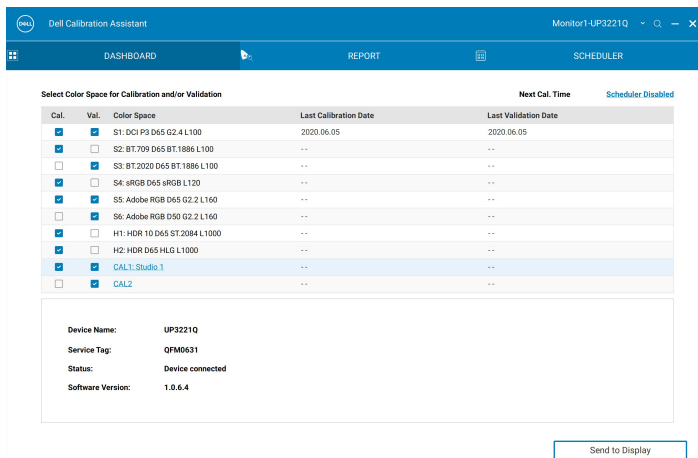 DELL Dell Calibration Assistant Monitor1-UP3221Q
DASHBOARD REPORT SCHEDULER
Select Color Space for Calibration and/or Validation Next Cal. Time Scheduler Disabled
Cal. Val. Color Space Last Calibration Date Last Validation Date
S1: DCI P3 D65 G2.4 L100 2020.06.05 2020.06.05
S2: BT.709 D65 BT.1886 L100 -- --
S3: BT.2020 D65 BT.1886 L100 -- --
S4: sRGB D65 sRGB L120 -- --
S5: Adobe RGB D65 G2.2 L160 -- --
S6: Adobe RGB D50 G2.2 L160 -- --
H1: HDR 10 D65 ST.2084 L1000 -- --
H2: HDR D65 HLG L1000 -- --
CAL1: Studio 1 -- --
CAL2 -- --
Device Name: UP3221Q
Service Tag: QFM0631
Status: Device connected
Software Version: 1.0.6.4
Send to Display